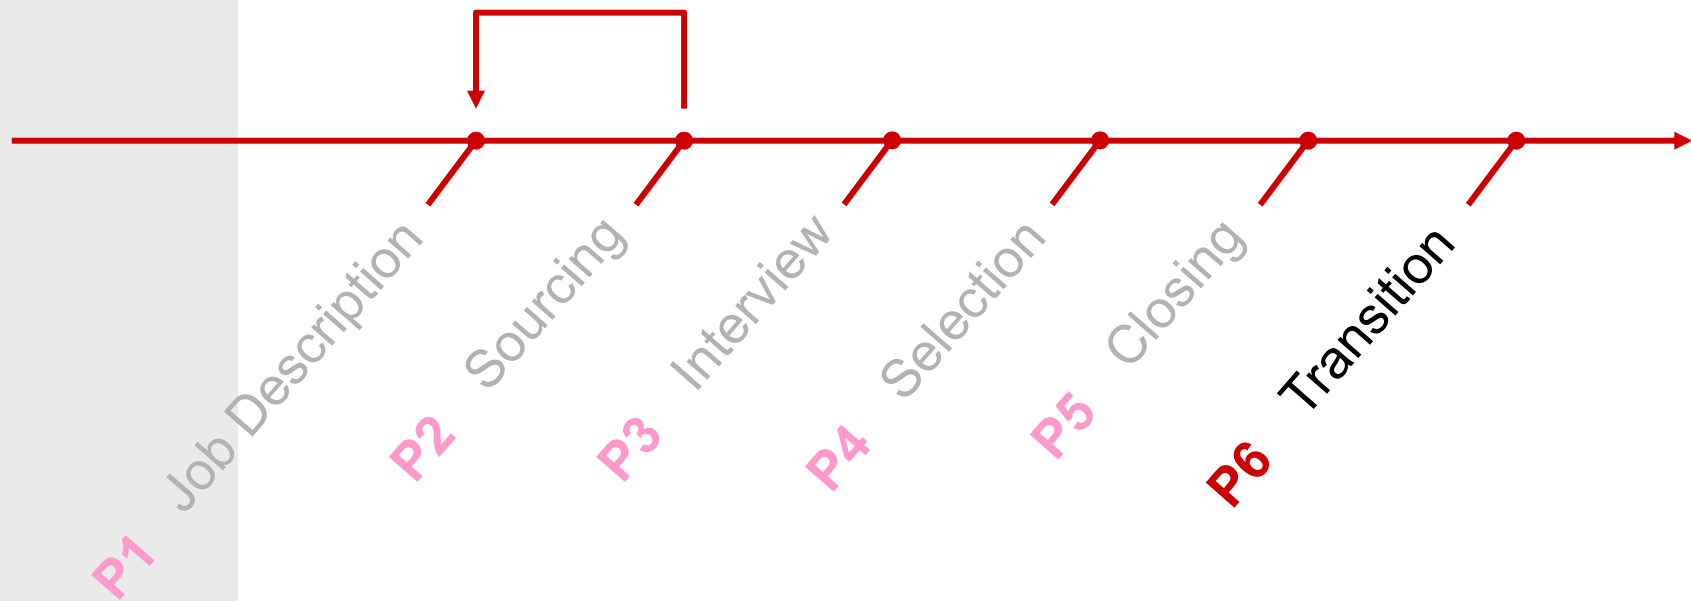 P1 Job Description
P2 Sourcing
P3 Interview
P4 Selection
P5 Closing
P6 Transition